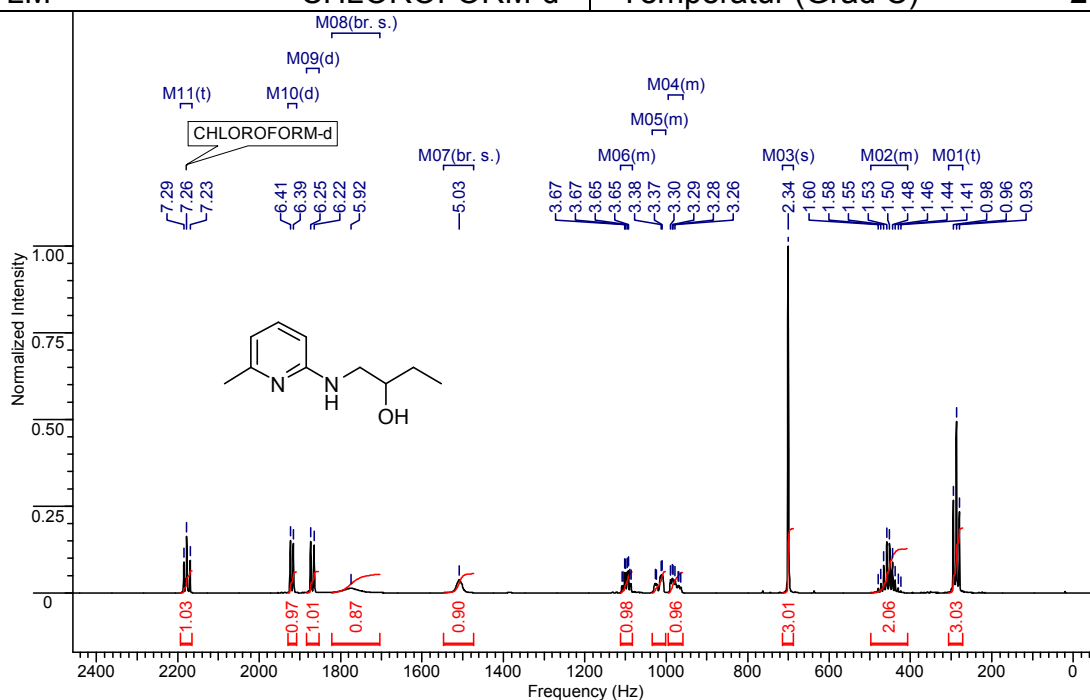 CHLOROFORM-d
M08(br. s.)
M09(d)
M11(t) M10(d) M04(m)
CHLOROFORM-d M05(m)
M07(br. s.) M06(m) M03(s) M02(m) M01(t)
7.29 7.26 7.23 6.41 6.39 6.25 6.22 5.92 5.03 3.67 3.67 3.65 3.65 3.38 3.37 3.30 3.29 3.28 3.26 2.34 1.60 1.58 1.55 1.53 1.50 1.48 1.46 1.44 1.41 0.98 0.96 0.93
Normalized Intensity
1.00
0.75
0.50
0.25
0
N N H OH
1.03 0.97 1.01 0.87 0.90 0.98 0.96 3.01 2.06 3.03
2400 2200 2000 1800 1600 1400 1200 1000 800 600 400 200 0
Frequency (Hz)